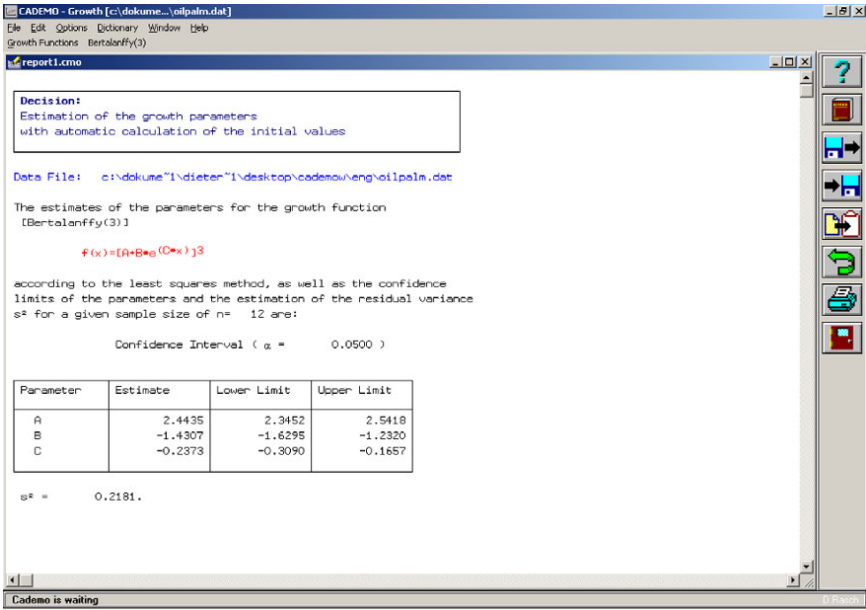 CADEMO - Growth [c:\dokume...\oilpalm.dat]
File Edit Options Dictionary Window Help
Growth Functions Bertalanffy(3)
report1.cmo
Decision:
Estimation of the growth parameters
with automatic calculation of the initial values
Data File: c:\dokume~1\dieter~1\desktop\cademow\eng\oilpalm.dat
The estimates of the parameters for the growth function
[Bertalanffy(3)]
f(x)=[A+B•e^(C•x)]^3
according to the least squares method, as well as the confidence
limits of the parameters and the estimation of the residual variance
s² for a given sample size of n= 12 are:
Confidence Interval ( α = 0.0500 )
Parameter Estimate Lower Limit Upper Limit
A 2.4435 2.3452 2.5418
B -1.4307 -1.6295 -1.2320
C -0.2373 -0.3090 -0.1657
s² = 0.2181.
Cademo is waiting
D.Rasch